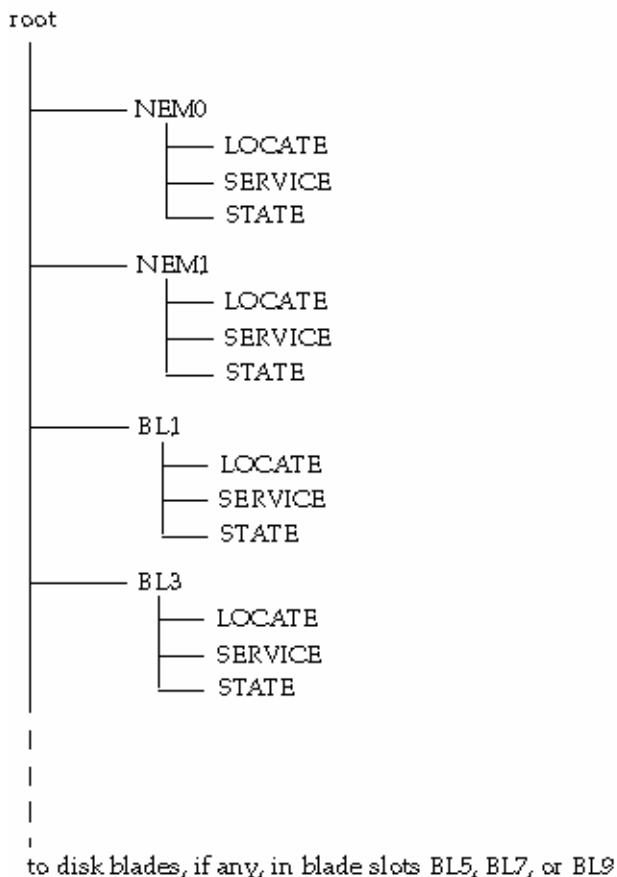 root
NEM0
LOCATE
SERVICE
STATE
NEM1
LOCATE
SERVICE
STATE
BL1
LOCATE
SERVICE
STATE
BL3
LOCATE
SERVICE
STATE
to disk blades, if any, in blade slots BL5, BL7, or BL9